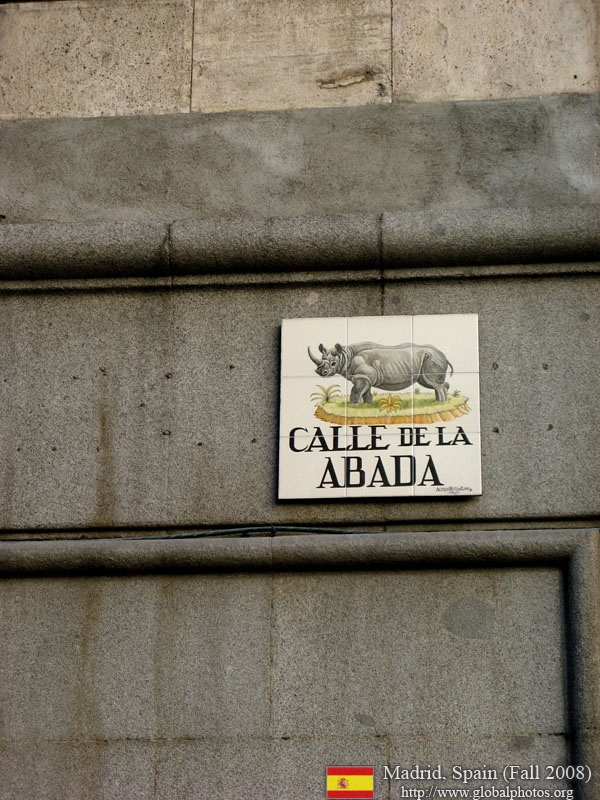 CALLE DE LA
ABADA
Madrid, Spain (Fall 2008)
http://www.globalphotos.org